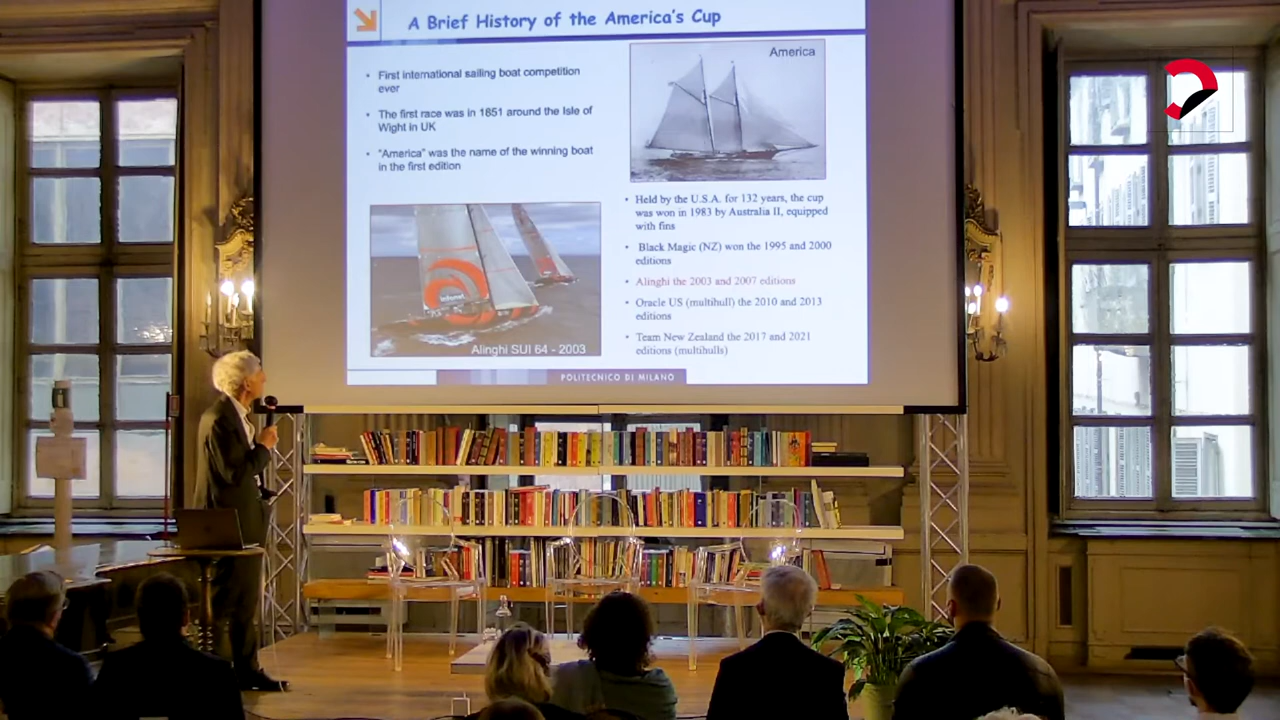 A Brief History of the America's Cup
First international sailing boat competition
ever
The first race was in 1851 around the Isle of
Wight in UK
"America" was the name of the winning boat
in the first edition
America
Held by the U.S.A. for 132 years, the cup
was won in 1983 by Australia II, equipped
with fins
Black Magic (NZ) won the 1995 and 2000
editions
Alinghi the 2003 and 2007 editions
Oracle US (multihull) the 2010 and 2013
editions
Team New Zealand the 2017 and 2021
editions (multihulls)
Alinghi SUI 64 - 2003
POLITECNICO DI MILANO